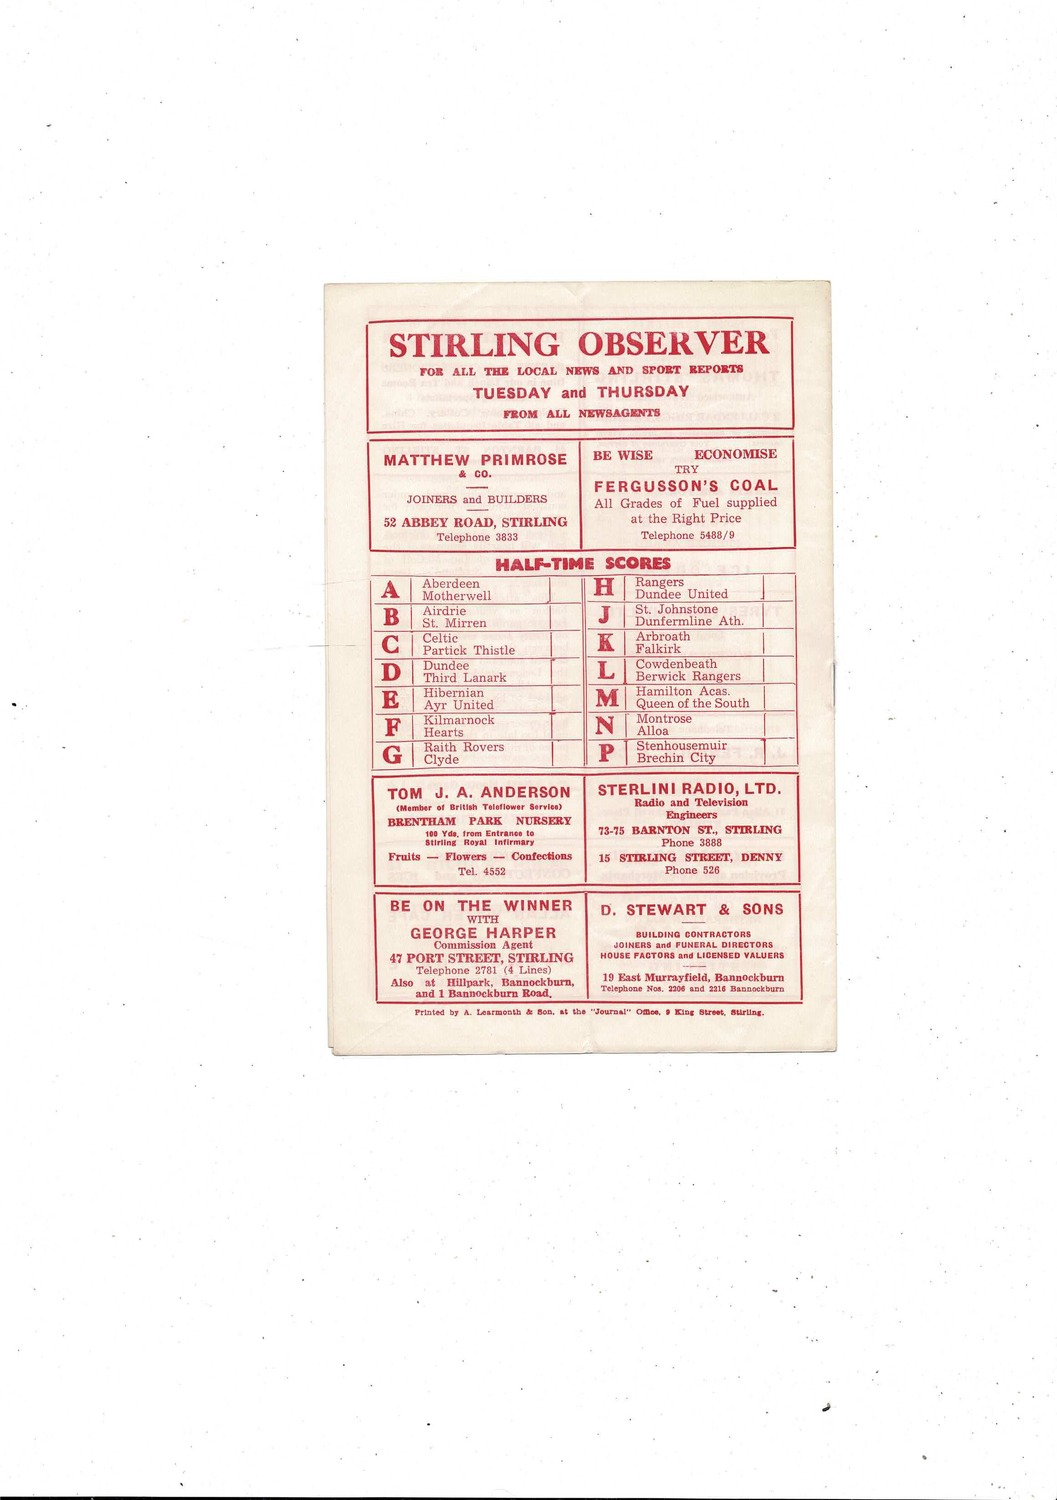 STIRLING OBSERVER
FOR ALL THE LOCAL NEWS AND SPORT REPORTS
TUESDAY and THURSDAY
FROM ALL NEWSAGENTS
MATTHEW PRIMROSE
& CO.
JOINERS and BUILDERS
52 ABBEY ROAD, STIRLING
Telephone 3833
BE WISE ECONOMISE
TRY
FERGUSSON'S COAL
All Grades of Fuel supplied
at the Right Price
Telephone 5488/9
HALF-TIME SCORES
A Aberdeen
Motherwell
B Airdrie
St. Mirren
C Celtic
Partick Thistle
D Dundee
Third Lanark
E Hibernian
Ayr United
F Kilmarnock
Hearts
G Raith Rovers
Clyde
H Rangers
Dundee United
J St. Johnstone
Dunfermline Ath.
K Arbroath
Falkirk
L Cowdenbeath
Berwick Rangers
M Hamilton Acas.
Queen of the South
N Montrose
Alloa
P Stenhousemuir
Brechin City
TOM J. A. ANDERSON
(Member of British Teleflower Service)
BRENTHAM PARK NURSERY
100 Yds. from Entrance to
Stirling Royal Infirmary
Fruits — Flowers — Confections
Tel. 4552
STERLINI RADIO, LTD.
Radio and Television
Engineers
73-75 BARNTON ST., STIRLING
Phone 3888
15 STIRLING STREET, DENNY
Phone 526
BE ON THE WINNER
WITH
GEORGE HARPER
Commission Agent
47 PORT STREET, STIRLING
Telephone 2781 (4 Lines)
Also at Hillpark, Bannockburn,
and 1 Bannockburn Road.
D. STEWART & SONS
BUILDING CONTRACTORS
JOINERS and FUNERAL DIRECTORS
HOUSE FACTORS and LICENSED VALUERS
19 East Murrayfield, Bannockburn
Telephone Nos. 2206 and 2216 Bannockburn
Printed by A. Learmonth & Son, at the "Journal" Office, 9 King Street, Stirling.